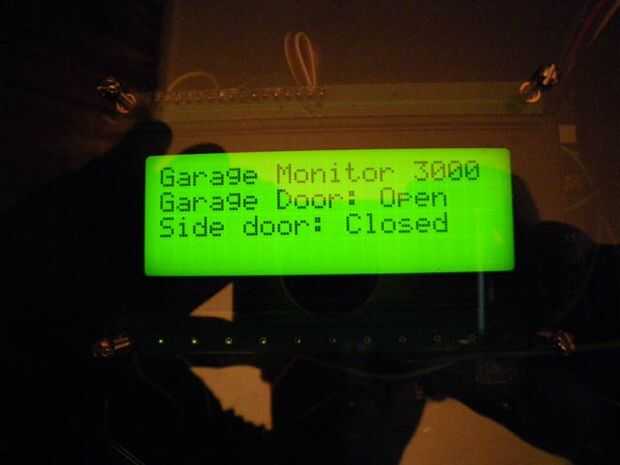 Garage Monitor 3000
Garage Door: Open
Side door: Closed